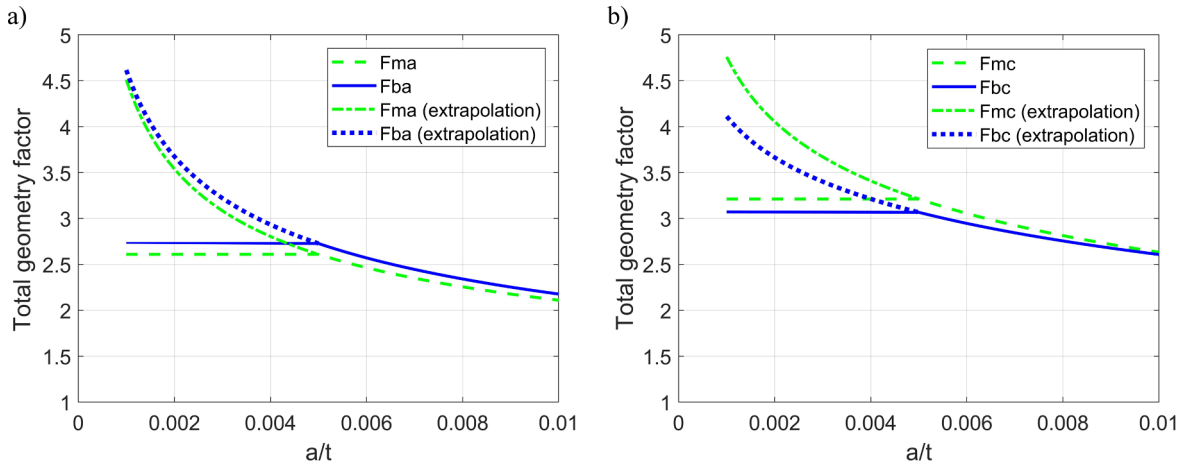 a)
Total geometry factor
5
4.5
4
3.5
3
2.5
2
1.5
1
0
0.002
0.004
0.006
0.008
0.01
a/t
Fma
Fba
Fma (extrapolation)
Fba (extrapolation)
b)
Total geometry factor
5
4.5
4
3.5
3
2.5
2
1.5
1
0
0.002
0.004
0.006
0.008
0.01
a/t
Fmc
Fbc
Fmc (extrapolation)
Fbc (extrapolation)